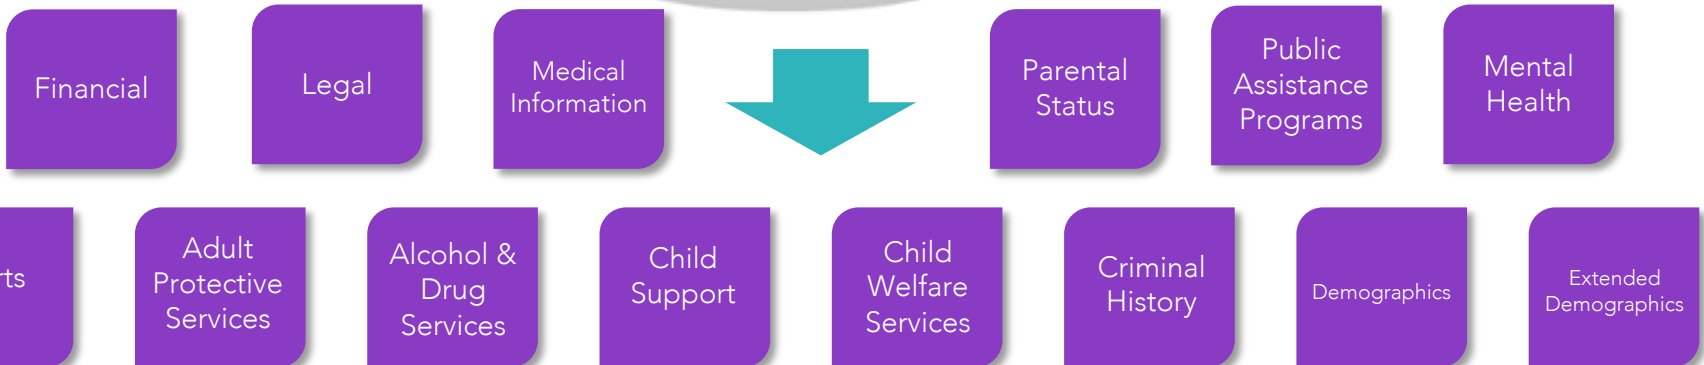 Financial
Legal
Medical
Information
Parental
Status
Public
Assistance
Programs
Mental
Health
rts
Adult
Protective
Services
Alcohol &
Drug
Services
Child
Support
Child
Welfare
Services
Criminal
History
Demographics
Extended
Demographics